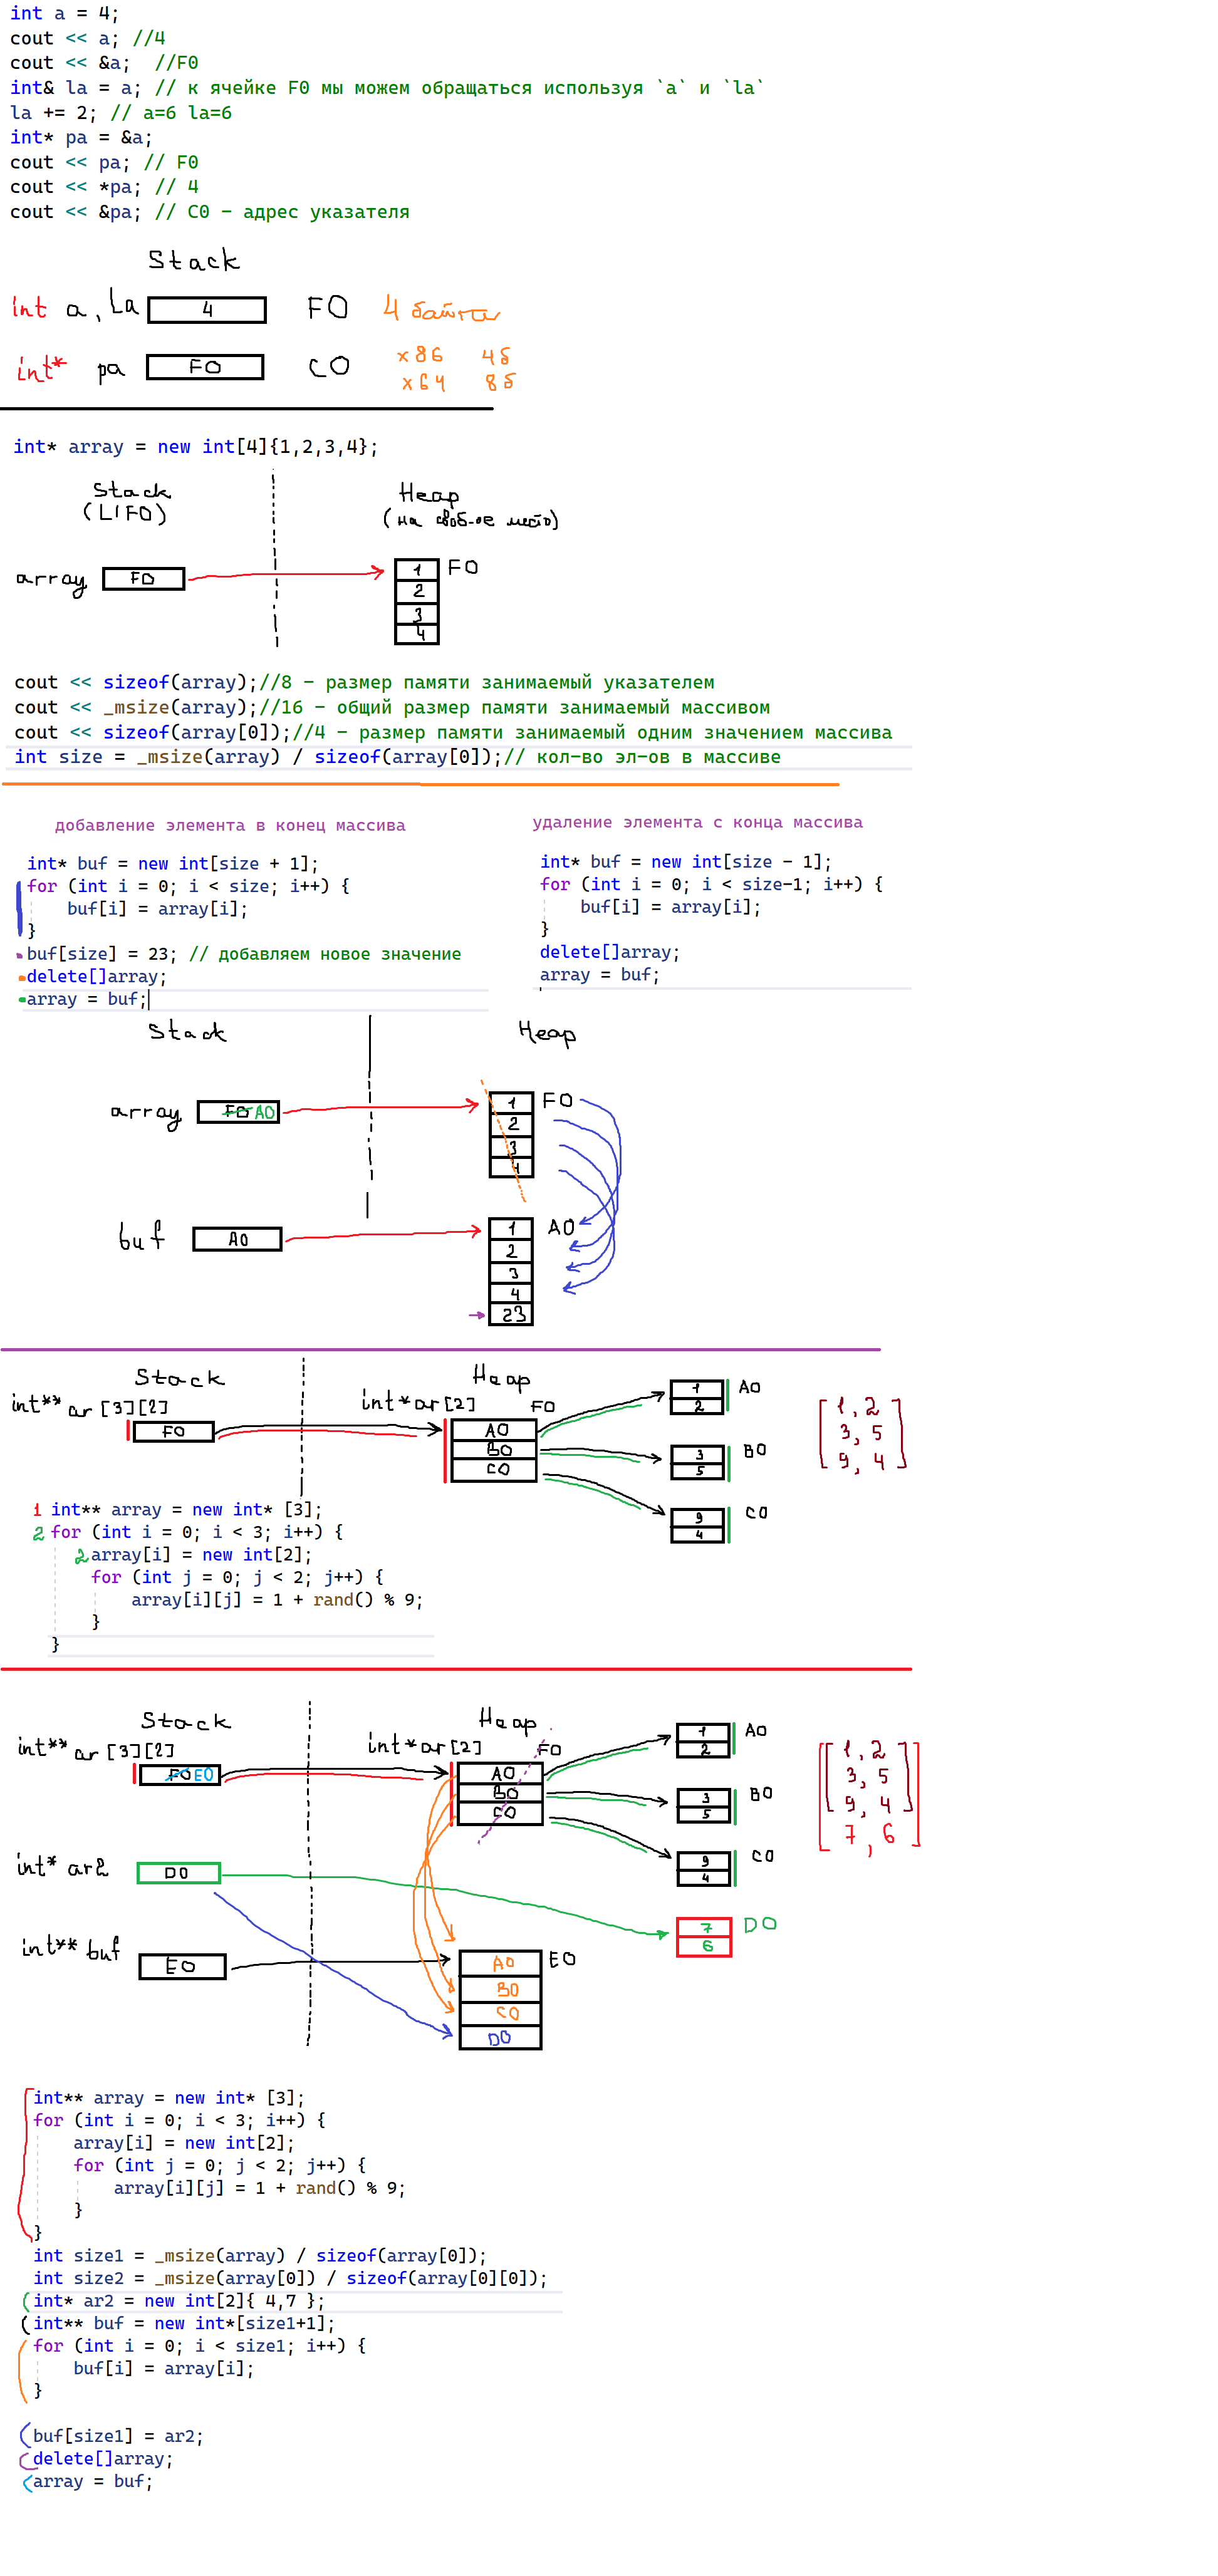 int a = 4;
cout << a; //4
cout << &a;  //F0
int& la = a; // к ячейке F0 мы можем обращаться используя `a` и `la`
la += 2; // a=6 la=6
int* pa = &a;
cout << pa; // F0
cout << *pa; // 4
cout << &pa; // C0 - адрес указателя
Stack
int a, la 4 F0 4 байта
int* pa F0 C0 x86 4б
x64 8б
int* array = new int[4]{1,2,3,4};
Stack Heap
(LIFO) (на своб-ое место)
array F0 1 F0
2
3
4
cout << sizeof(array);//8 - размер памяти занимаемый указателем
cout << _msize(array);//16 - общий размер памяти занимаемый массивом
cout << sizeof(array[0]);//4 - размер памяти занимаемый одним значением массива
int size = _msize(array) / sizeof(array[0]);// кол-во эл-ов в массиве
добавление элемента в конец массива
int* buf = new int[size + 1];
for (int i = 0; i < size; i++) {
buf[i] = array[i];
}
buf[size] = 23; // добавляем новое значение
delete[]array;
array = buf;
удаление элемента с конца массива
int* buf = new int[size - 1];
for (int i = 0; i < size-1; i++) {
buf[i] = array[i];
}
delete[]array;
array = buf;
Stack Heap
array F0 A0 1 F0
2
3
4
buf A0 1 A0
2
3
4
23
Stack Heap
int** ar[3][2] F0 int*ar[2] F0
A0 1 2 A0
B0 3 5 B0
C0 9 4 C0
1, 2
3, 5
9, 4
1 int** array = new int* [3];
2 for (int i = 0; i < 3; i++) {
2 array[i] = new int[2];
for (int j = 0; j < 2; j++) {
array[i][j] = 1 + rand() % 9;
}
}
Stack Heap
int** ar[3][2] F0 E0 int*ar[2] F0
A0 1 2 A0
B0 3 5 B0
C0 9 4 C0
1, 2
3, 5
9, 4
7, 6
int* ar2 D0 7 6 D0
int** buf E0 A0 E0
B0
C0
D0
int** array = new int* [3];
for (int i = 0; i < 3; i++) {
array[i] = new int[2];
for (int j = 0; j < 2; j++) {
array[i][j] = 1 + rand() % 9;
}
}
int size1 = _msize(array) / sizeof(array[0]);
int size2 = _msize(array[0]) / sizeof(array[0][0]);
int* ar2 = new int[2]{ 4,7 };
int** buf = new int*[size1+1];
for (int i = 0; i < size1; i++) {
buf[i] = array[i];
}
buf[size1] = ar2;
delete[]array;
array = buf;